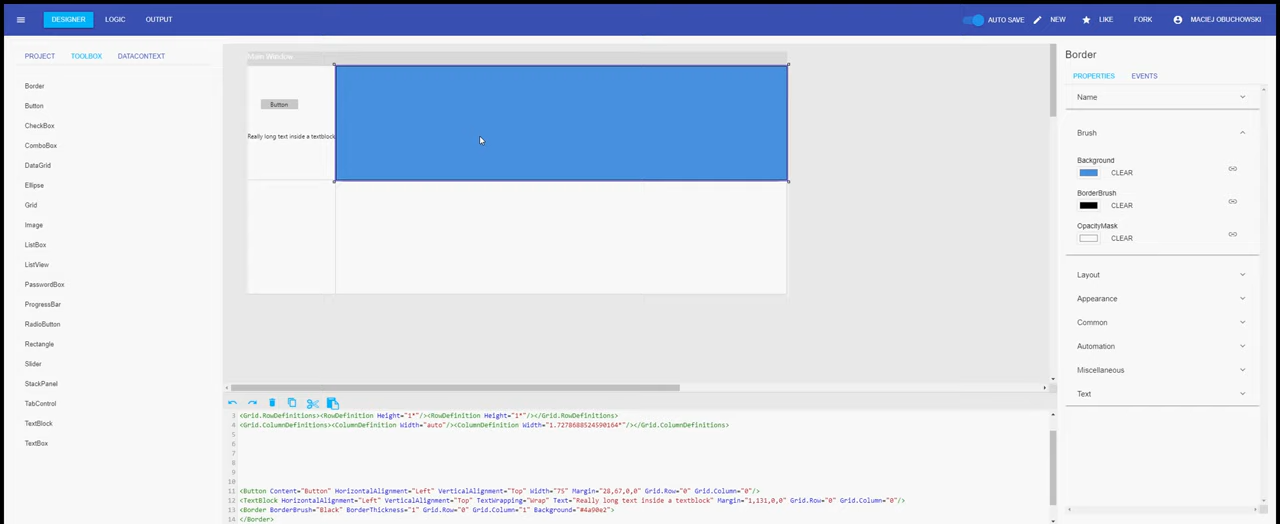 DESIGNER LOGIC OUTPUT AUTO SAVE NEW LIKE FORK MACIEJ OBUCHOWSKI
PROJECT TOOLBOX DATACONTEXT
Border
Button
CheckBox
ComboBox
DataGrid
Ellipse
Grid
Image
ListBox
ListView
PasswordBox
ProgressBar
RadioButton
Rectangle
Slider
StackPanel
TabControl
TextBlock
TextBox
Main Window
Button
Really long text inside a textblock
3 <Grid.RowDefinitions><RowDefinition Height="1*"/><RowDefinition Height="1*"/></Grid.RowDefinitions>
4 <Grid.ColumnDefinitions><ColumnDefinition Width="auto"/><ColumnDefinition Width="1.7278688524590164*"/></Grid.ColumnDefinitions>
5
6
7
8
9
10
11 <Button Content="Button" HorizontalAlignment="Left" VerticalAlignment="Top" Width="75" Margin="28,67,0,0" Grid.Row="0" Grid.Column="0"/>
12 <TextBlock HorizontalAlignment="Left" VerticalAlignment="Top" TextWrapping="Wrap" Text="Really long text inside a textblock" Margin="1,131,0,0" Grid.Row="0" Grid.Column="0"/>
13 <Border BorderBrush="Black" BorderThickness="1" Grid.Row="0" Grid.Column="1" Background="#4a90e2">
14 </Border>
Border
PROPERTIES EVENTS
Name
Brush
Background
CLEAR
BorderBrush
CLEAR
OpacityMask
CLEAR
Layout
Appearance
Common
Automation
Miscellaneous
Text